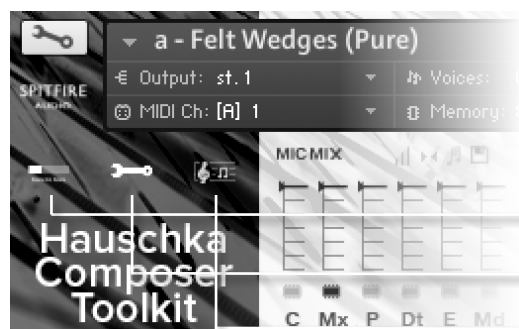 a - Felt Wedges (Pure)
Output: st.1
Voices:
SPITFIRE
AUDIO
MIDI Ch: [A] 1
Memory:
MIC MIX
Hauschka
Composer
Toolkit
C Mx P Dt E Md